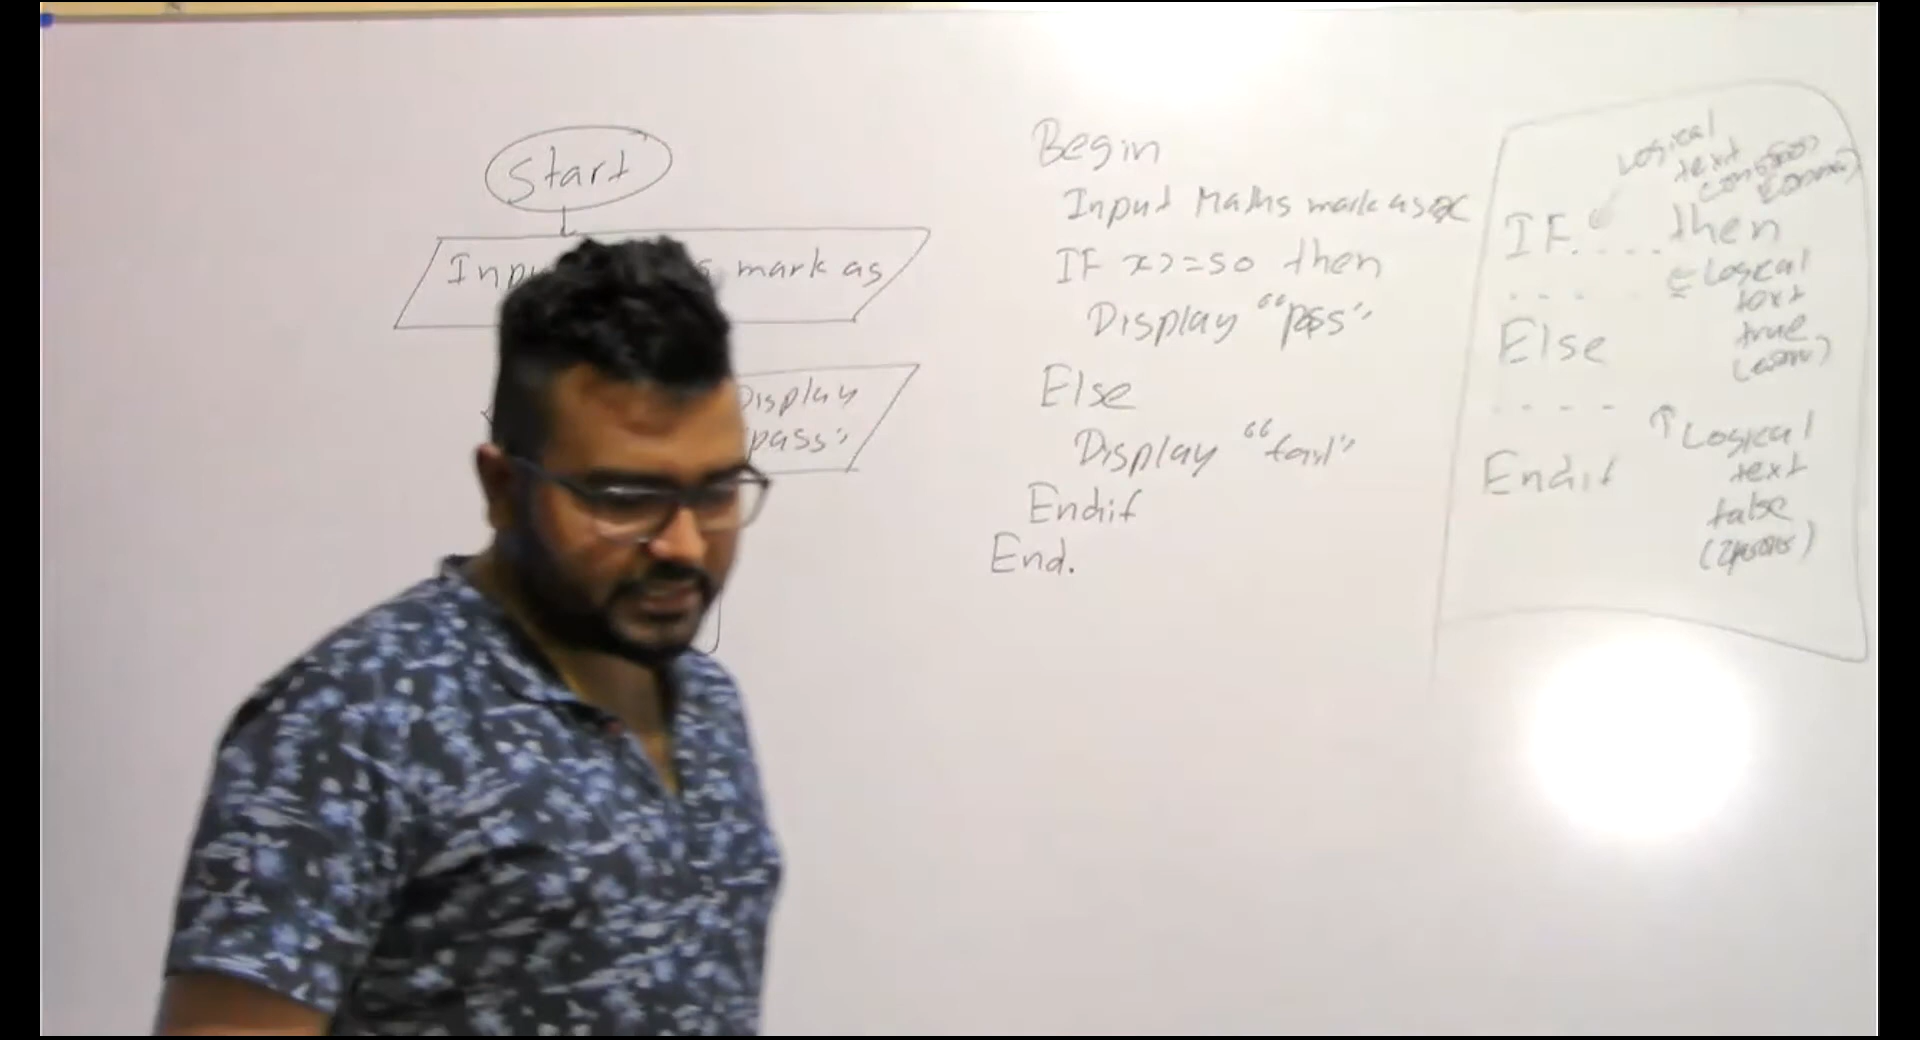 Start
mark as
Display
pass"
Begin
Input Maths mark as x
IF x>=50 then
Display "pass"
Else
Display "fail"
Endif
End.
Logical
text
IF.....then
.... Logical
text
Else true
....
↑ Logical
Endif text
false